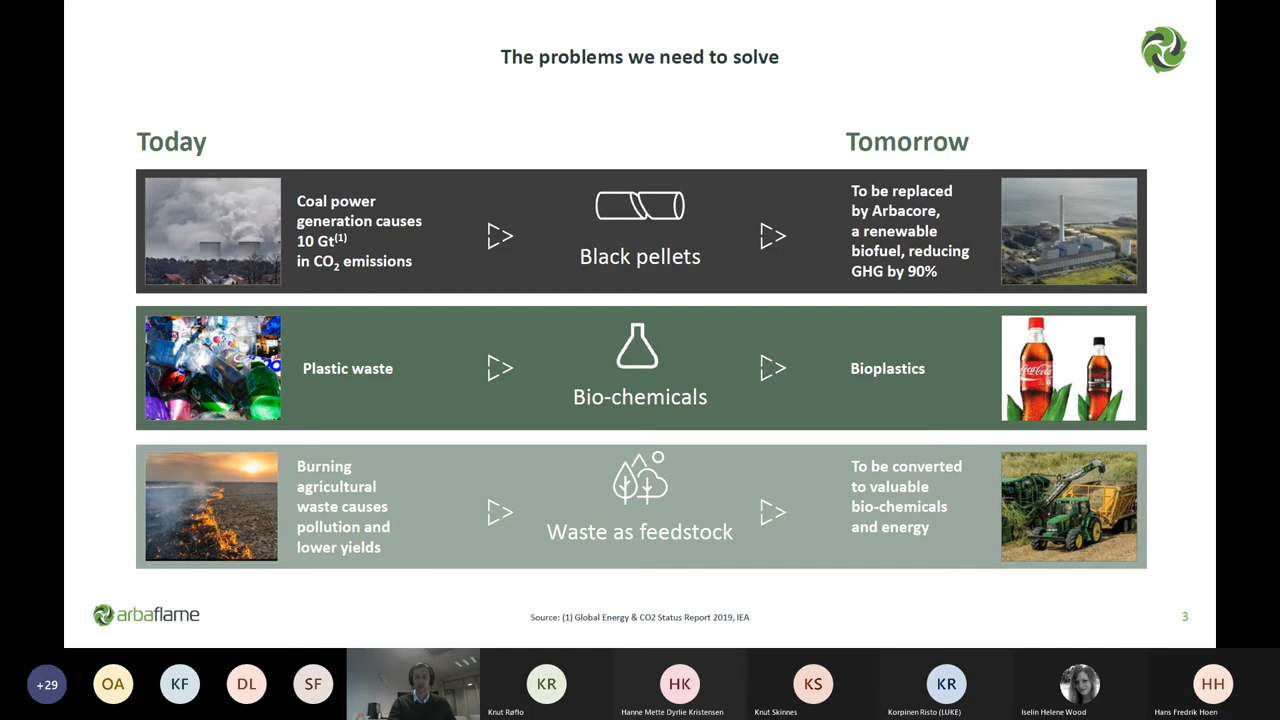 The problems we need to solve
Today
Tomorrow
Coal power
generation causes
10 Gt(1)
in CO2 emissions
Black pellets
To be replaced
by Arbacore,
a renewable
biofuel, reducing
GHG by 90%
Plastic waste
Bio-chemicals
Bioplastics
Coca-Cola
Burning
agricultural
waste causes
pollution and
lower yields
Waste as feedstock
To be converted
to valuable
bio-chemicals
and energy
arbaflame
Source: (1) Global Energy & CO2 Status Report 2019, IEA
3
+29
OA
KF
DL
SF
KR
HK
KS
KR
HH
Knut Røflo
Hanne Mette Dyrlie Kristensen
Knut Skinnes
Korpinen Risto (LUKE)
Iselin Helene Wood
Hans Fredrik Hoen